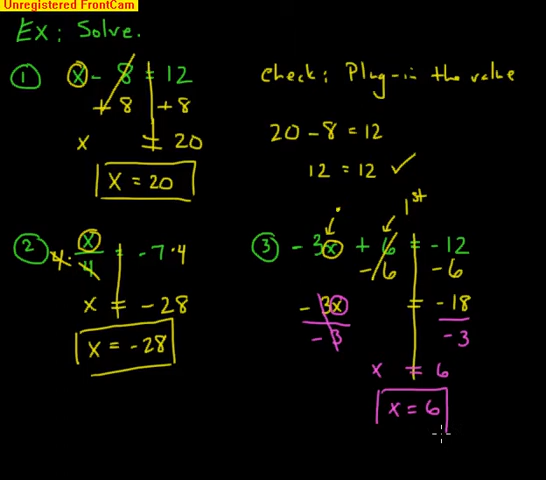 Unregistered FrontCam
Ex: Solve.
① x - 8 = 12
+ 8 +8
x = 20
x = 20
Check: Plug-in the value
20 - 8 = 12
12 = 12 ✓
② 4 · x/4 = -7 · 4
x = -28
x = -28
1st
③ - 3x + 6 = -12
-6 -6
- 3x = -18
-3 -3
x = 6
x = 6